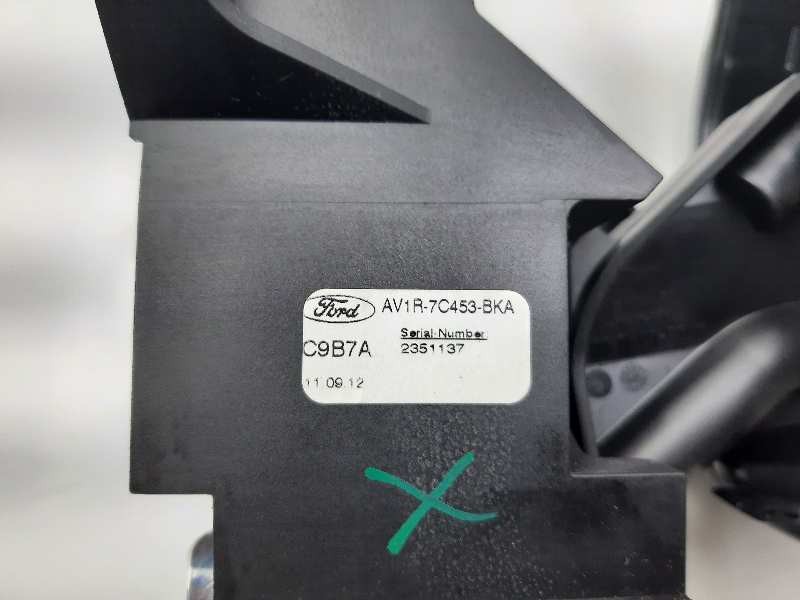 Ford AV1R-7C453-BKA
Serial-Number
C9B7A 2351137
11 09 12